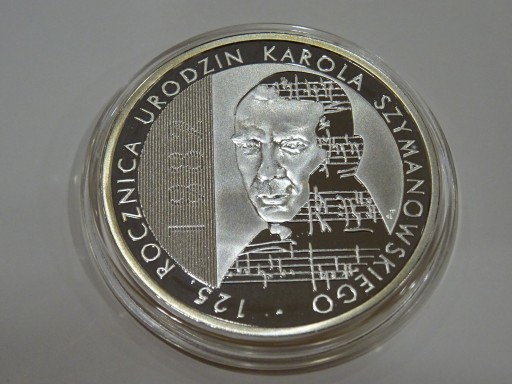 125. ROCZNICA URODZIN KAROLA SZYMANOWSKIEGO •
1882